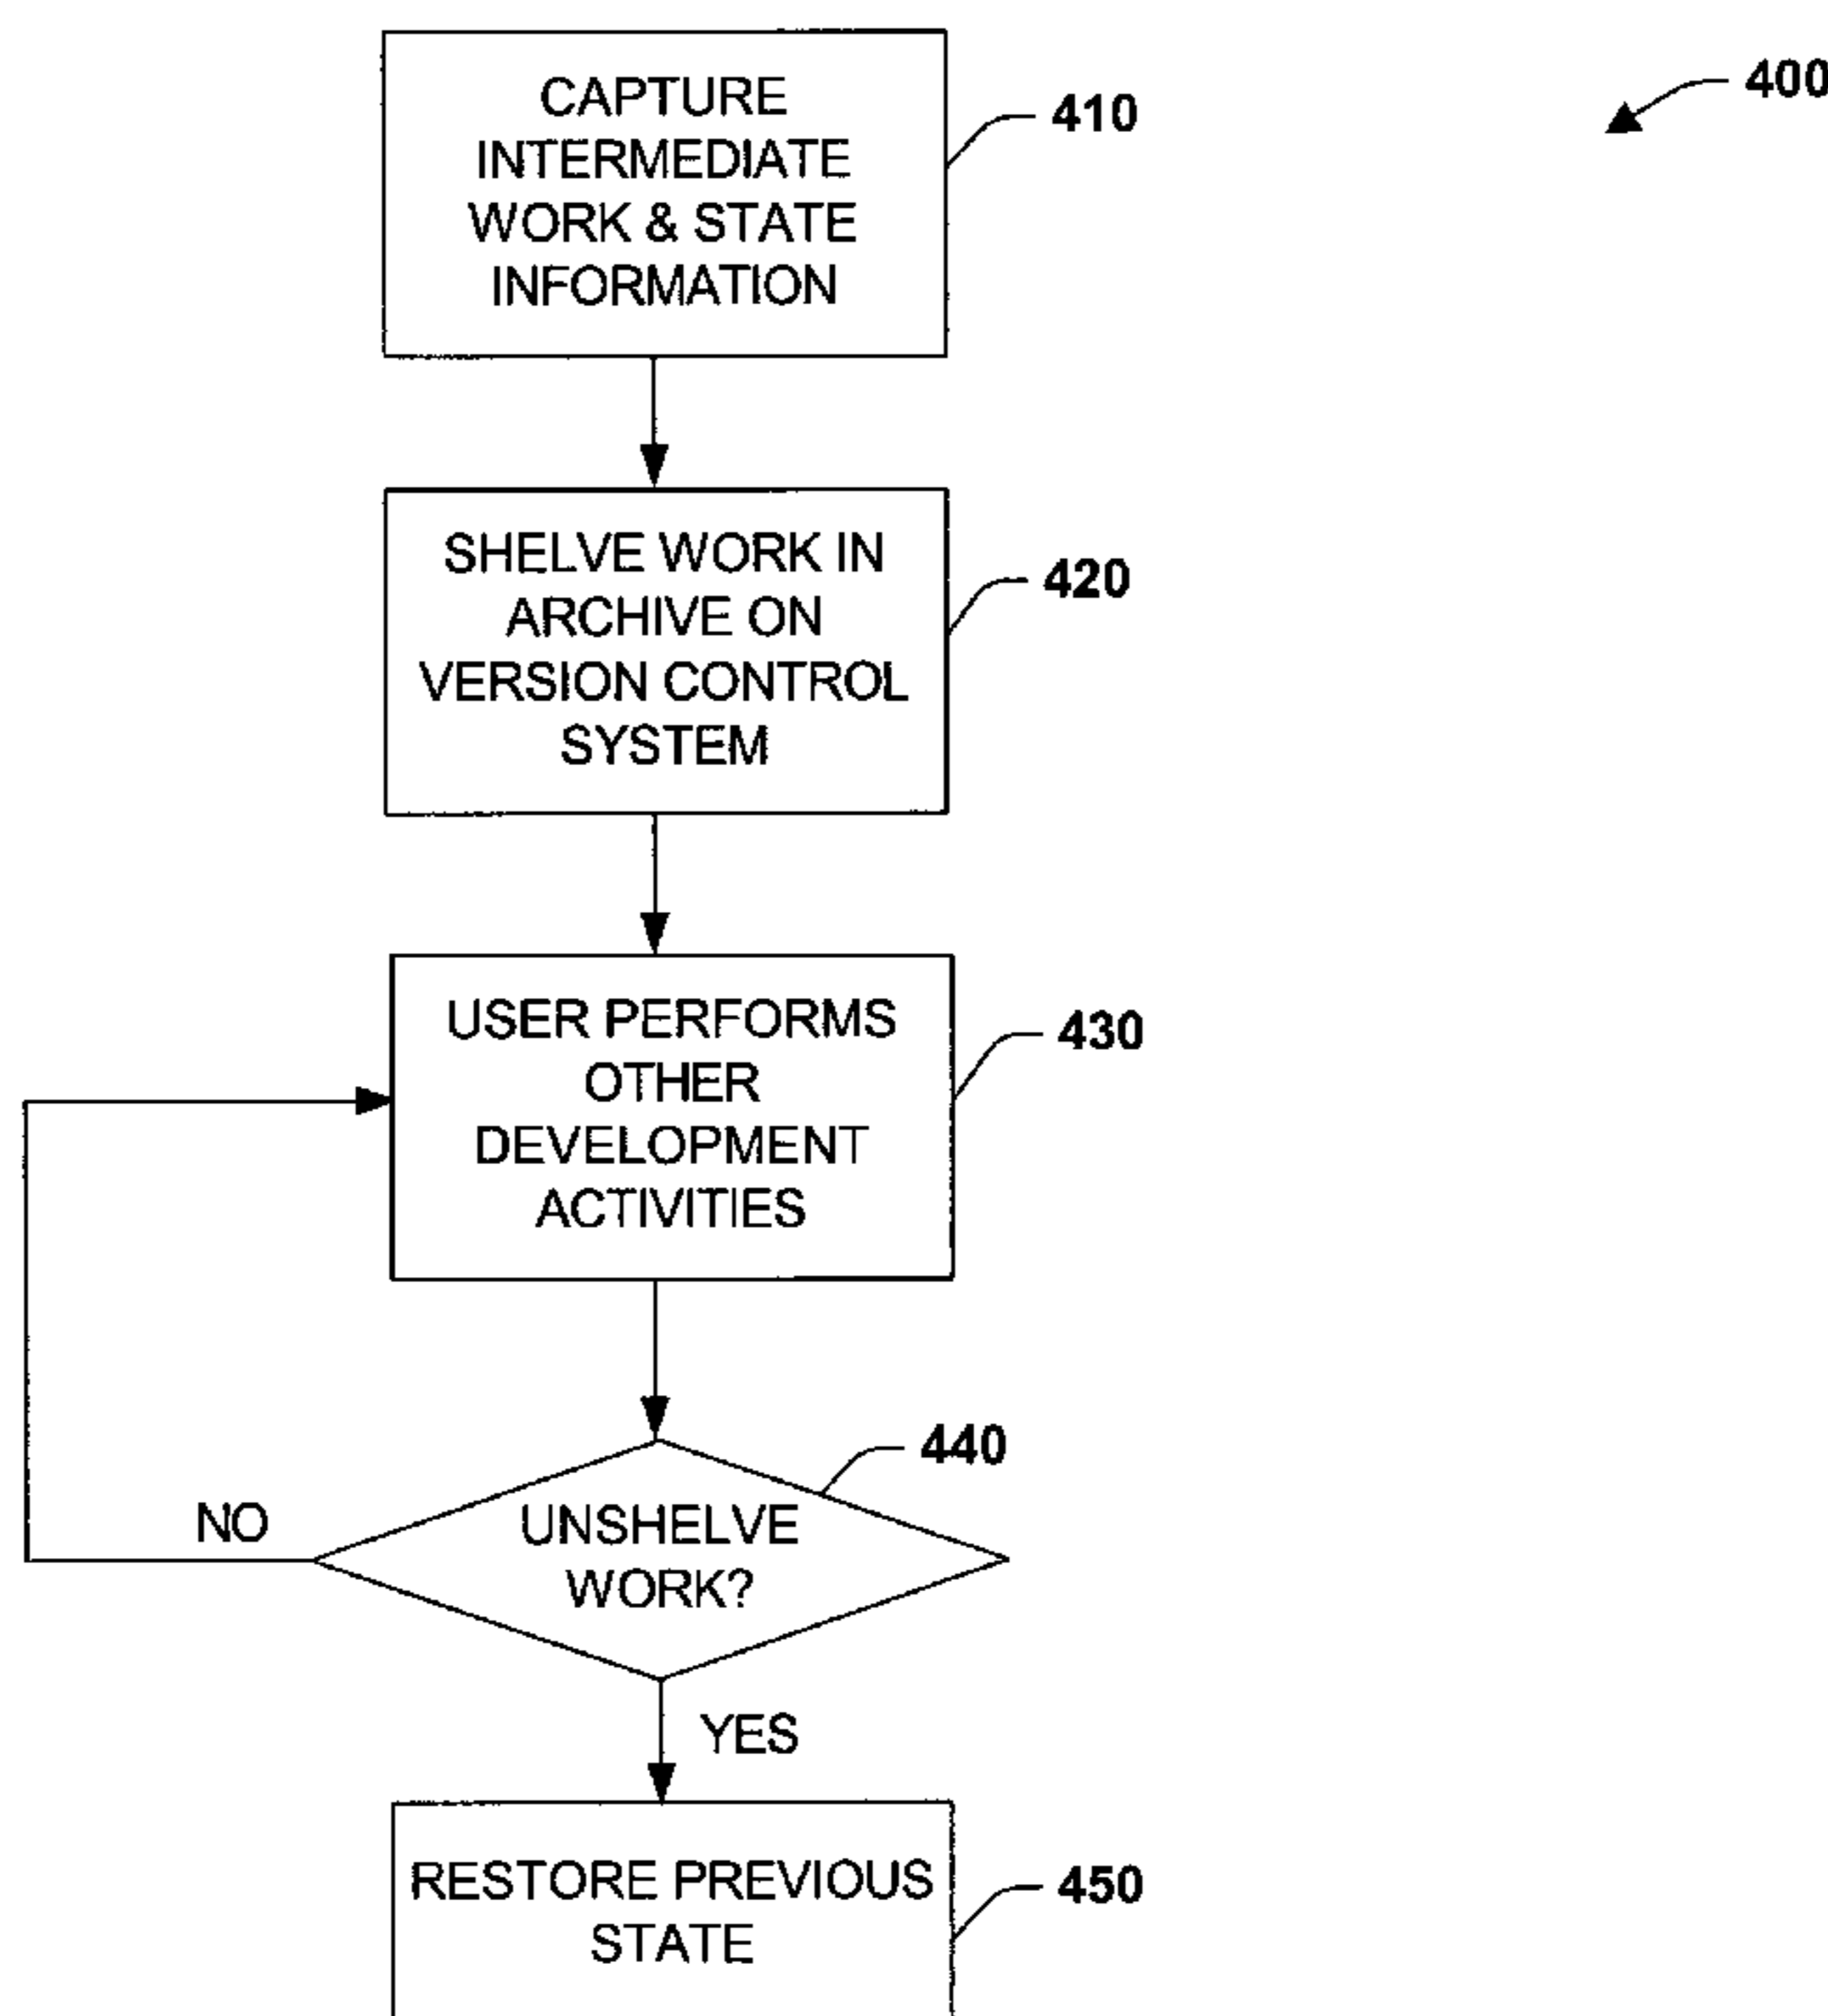 CAPTURE
INTERMEDIATE
WORK & STATE
INFORMATION
410
400
SHELVE WORK IN
ARCHIVE ON
VERSION CONTROL
SYSTEM
420
USER PERFORMS
OTHER
DEVELOPMENT
ACTIVITIES
430
440
UNSHELVE
WORK?
NO
YES
RESTORE PREVIOUS
STATE
450